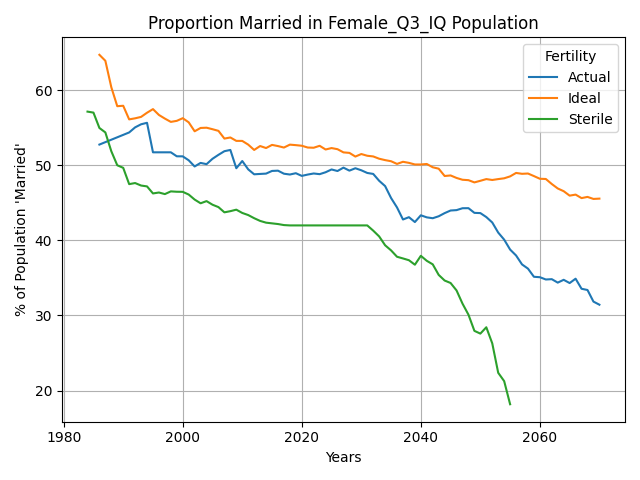 Proportion Married in Female_Q3_IQ Population
% of Population 'Married'
60
50
40
30
20
1980
2000
2020
2040
2060
Years
Fertility
Actual
Ideal
Sterile